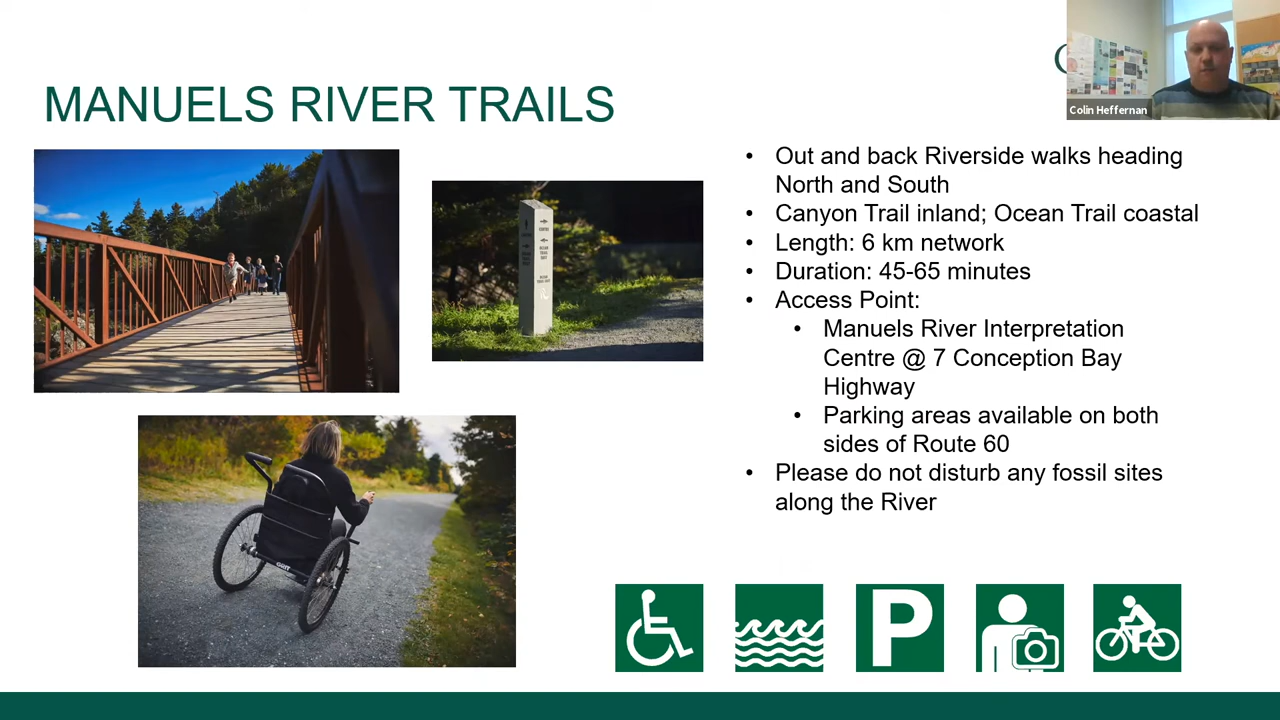 Colin Heffernan
MANUELS RIVER TRAILS
• Out and back Riverside walks heading
North and South
• Canyon Trail inland; Ocean Trail coastal
• Length: 6 km network
• Duration: 45-65 minutes
• Access Point:
• Manuels River Interpretation
Centre @ 7 Conception Bay
Highway
• Parking areas available on both
sides of Route 60
• Please do not disturb any fossil sites
along the River
GRIT
P